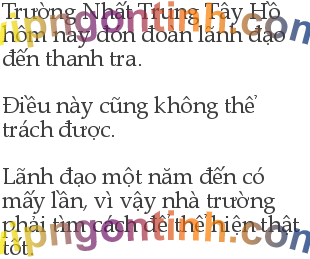 Trường Nhất Trung Tây Hồ
hôm nay đón đoàn lãnh đạo
đến thanh tra.
Điều này cũng không thể
trách được.
Lãnh đạo một năm đến có
mấy lần, vì vậy nhà trường
phải tìm cách để thể hiện thật
tốt.